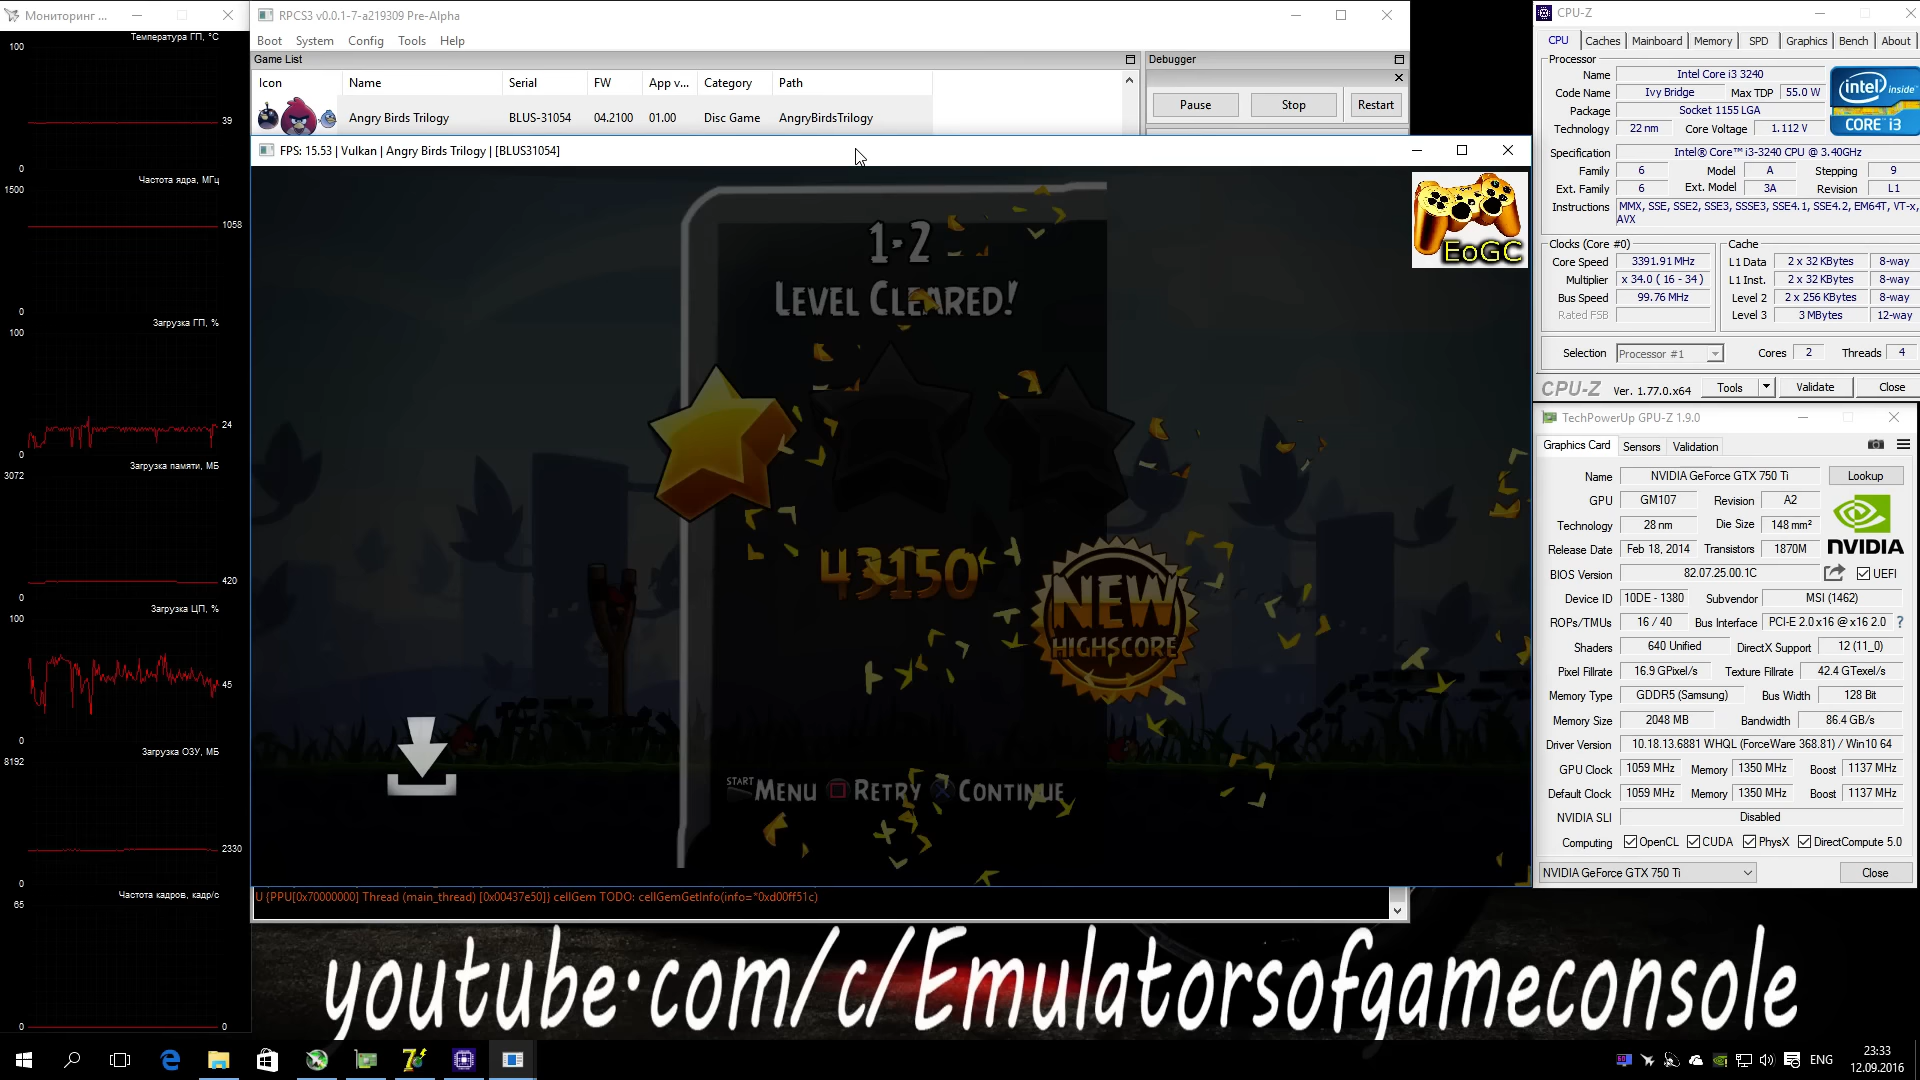 Мониторинг ...
Температура ГП, °C
100
39
0
Частота ядра, МГц
1500
1058
0
Загрузка ГП, %
100
24
0
Загрузка памяти, МБ
3072
420
0
Загрузка ЦП, %
100
45
0
Загрузка ОЗУ, МБ
8192
2330
0
Частота кадров, кадр/с
65
0
0
RPCS3 v0.0.1-7-a219309 Pre-Alpha
Boot System Config Tools Help
Game List
Icon Name Serial FW App v... Category Path
Angry Birds Trilogy BLUS-31054 04.2100 01.00 Disc Game AngryBirdsTrilogy
Debugger
Pause Stop Restart
FPS: 15.53 | Vulkan | Angry Birds Trilogy | [BLUS31054]
EoGC
1-2
LEVEL CLEARED!
43150
NEW
HIGHSCORE
START
MENU RETRY CONTINUE
U {PPU[0x70000000] Thread (main_thread) [0x00437e50]} cellGem TODO: cellGemGetInfo(info=*0xd00ff51c)
youtube.com/c/Emulatorsofgameconsole
CPU-Z
CPU Caches Mainboard Memory SPD Graphics Bench About
Processor
Name Intel Core i3 3240
Code Name Ivy Bridge Max TDP 55.0 W
Package Socket 1155 LGA
Technology 22 nm Core Voltage 1.112 V
intel inside
CORE i3
Specification Intel® Core™ i3-3240 CPU @ 3.40GHz
Family 6 Model A Stepping 9
Ext. Family 6 Ext. Model 3A Revision L1
Instructions MMX, SSE, SSE2, SSE3, SSSE3, SSE4.1, SSE4.2, EM64T, VT-x,
AVX
Clocks (Core #0)
Core Speed 3391.91 MHz
Multiplier x 34.0 ( 16 - 34 )
Bus Speed 99.76 MHz
Rated FSB
Cache
L1 Data 2 x 32 KBytes 8-way
L1 Inst. 2 x 32 KBytes 8-way
Level 2 2 x 256 KBytes 8-way
Level 3 3 MBytes 12-way
Selection Processor #1 Cores 2 Threads 4
CPU-Z Ver. 1.77.0.x64 Tools Validate Close
TechPowerUp GPU-Z 1.9.0
Graphics Card Sensors Validation
Name NVIDIA GeForce GTX 750 Ti Lookup
GPU GM107 Revision A2
Technology 28 nm Die Size 148 mm²
Release Date Feb 18, 2014 Transistors 1870M
NVIDIA
BIOS Version 82.07.25.00.1C UEFI
Device ID 10DE - 1380 Subvendor MSI (1462)
ROPs/TMUs 16 / 40 Bus Interface PCI-E 2.0 x16 @ x16 2.0 ?
Shaders 640 Unified DirectX Support 12 (11_0)
Pixel Fillrate 16.9 GPixel/s Texture Fillrate 42.4 GTexel/s
Memory Type GDDR5 (Samsung) Bus Width 128 Bit
Memory Size 2048 MB Bandwidth 86.4 GB/s
Driver Version 10.18.13.6881 WHQL (ForceWare 368.81) / Win10 64
GPU Clock 1059 MHz Memory 1350 MHz Boost 1137 MHz
Default Clock 1059 MHz Memory 1350 MHz Boost 1137 MHz
NVIDIA SLI Disabled
Computing OpenCL CUDA PhysX DirectCompute 5.0
NVIDIA GeForce GTX 750 Ti Close
ENG
23:33
12.09.2016